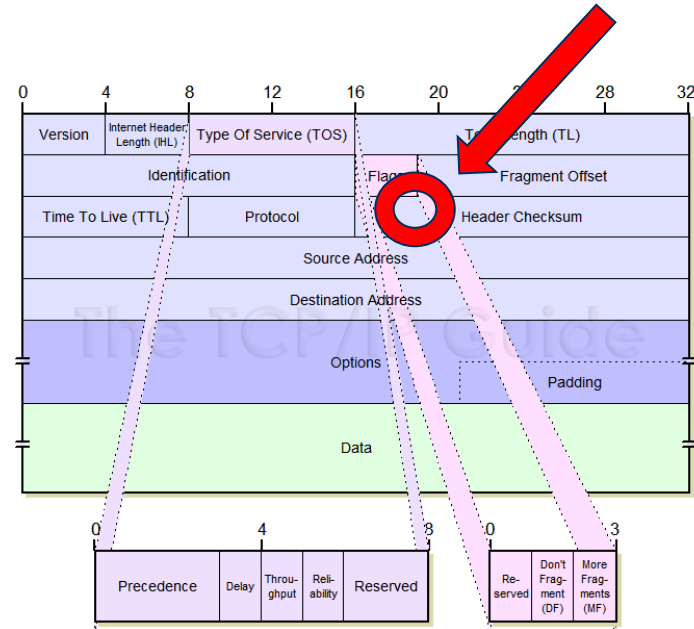 0 4 8 12 16 20 28 32
Version Internet Header Length (IHL) Type Of Service (TOS) Length (TL)
Identification Fragment Offset
Time To Live (TTL) Protocol Header Checksum
Source Address
Destination Address
The TCP/IP Guide
Options
Padding
Data
0 4 8 0 3
Precedence Delay Throu-ghput Reli-ability Reserved Re-served Don't Frag-ment (DF) More Frag-ments (MF)